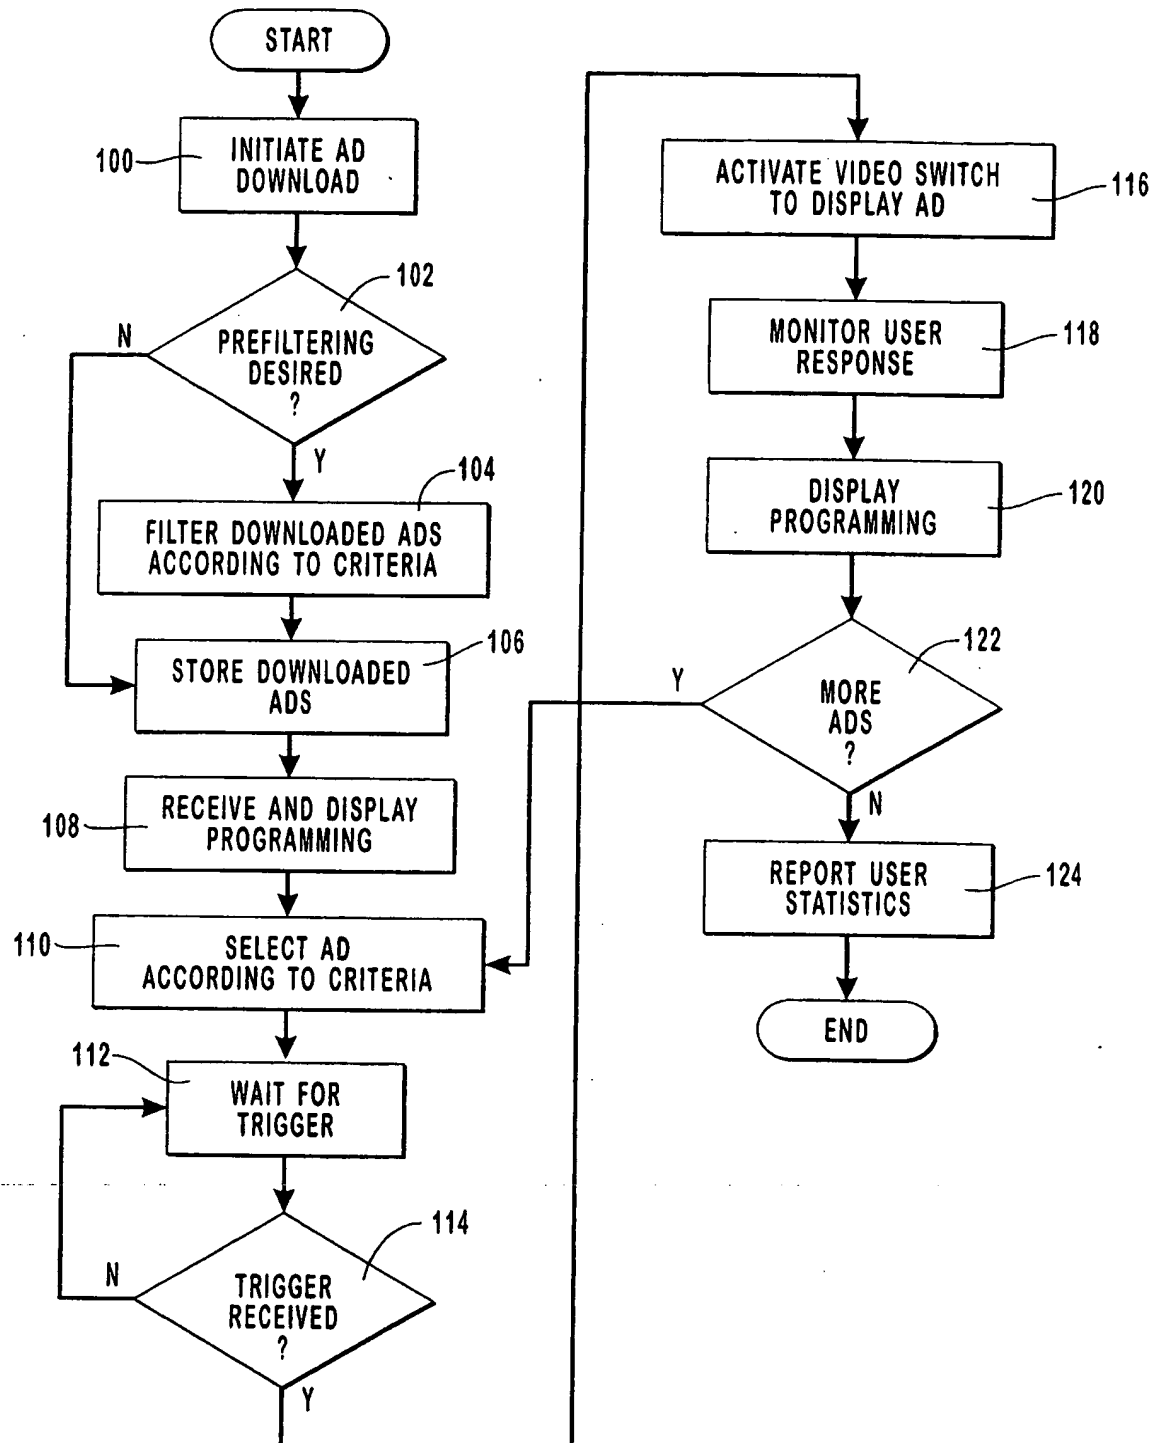 START
100
INITIATE AD
DOWNLOAD
102
N
PREFILTERING
DESIRED
?
Y
104
FILTER DOWNLOADED ADS
ACCORDING TO CRITERIA
106
STORE DOWNLOADED
ADS
108
RECEIVE AND DISPLAY
PROGRAMMING
110
SELECT AD
ACCORDING TO CRITERIA
112
WAIT FOR
TRIGGER
114
N
TRIGGER
RECEIVED
?
Y
ACTIVATE VIDEO SWITCH
TO DISPLAY AD
116
MONITOR USER
RESPONSE
118
DISPLAY
PROGRAMMING
120
122
Y
MORE
ADS
?
N
REPORT USER
STATISTICS
124
END